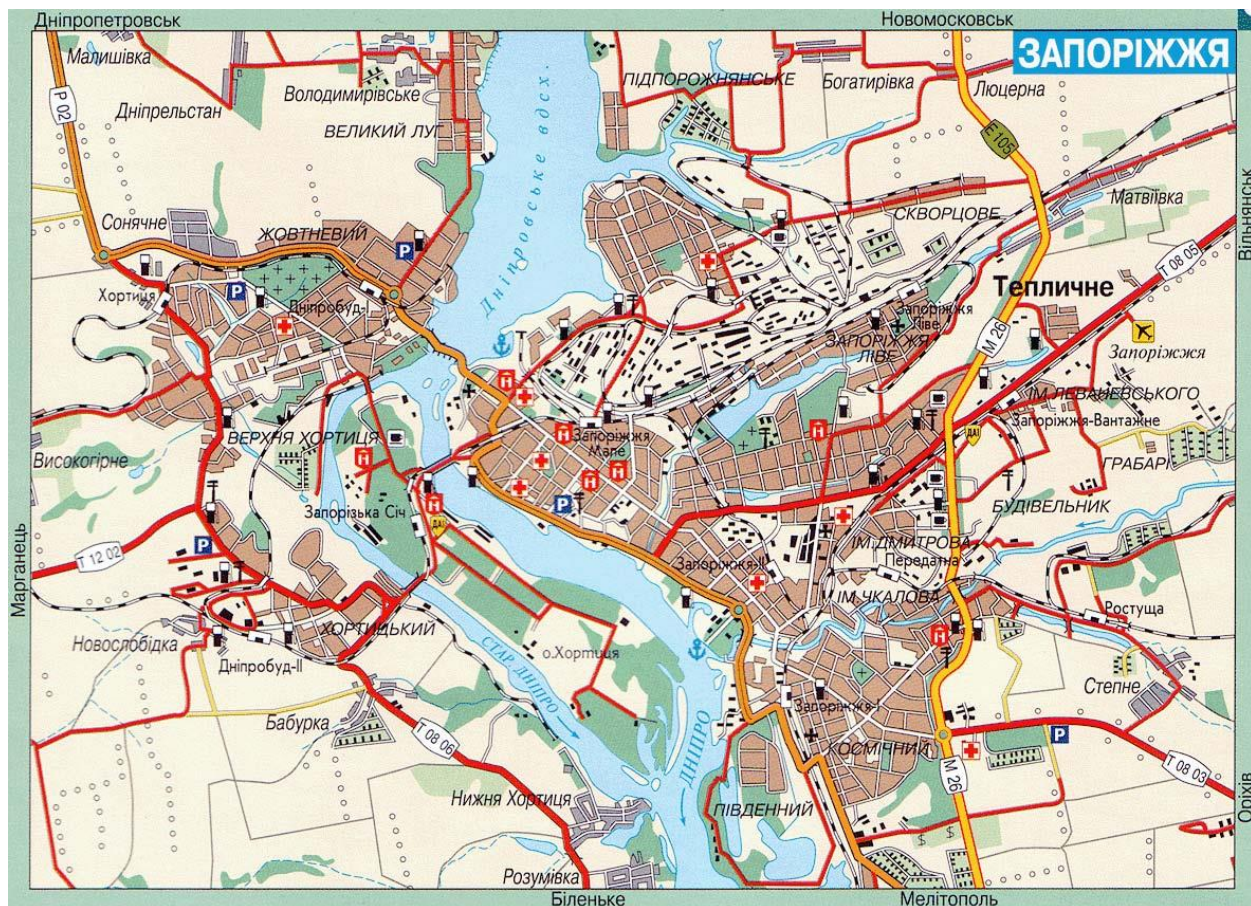 Дніпропетровськ
Новомосковськ
ЗАПОРІЖЖЯ
Малишівка
Р 02
Дніпрельстан
Володимирівське
ВЕЛИКИЙ ЛУГ
Дніпровське вдсх.
ПІДПОРОЖНЯНСЬКЕ
Богатирівка
Люцерна
Е 105
Вільнянськ
Матвіївка
СКВОРЦОВЕ
Сонячне
ЖОВТНЕВИЙ
Р
Т 08 05
Хортиця
Р
Дніпробуд-І
Тепличне
Запоріжжя
Ліве
ЗАПОРІЖЖЯ
ЛІВЕ
М 26
Запоріжжя
ІМ.ЛЕВАНЕВСЬКОГО
Запоріжжя-Вантажне
ДАІ
ГРАБАРІ
ВЕРХНЯ ХОРТИЦЯ
Запоріжжя
Мале
Високогірне
Запорізька Січ
ДАІ
Р
БУДІВЕЛЬНИК
ІМ.ДМИТРОВА
Передатна
Т 12 02
Р
Марганець
Запоріжжя-ІІ
ІМ.ЧКАЛОВА
Ростуща
Новослобідка
ХОРТИЦЬКИЙ
Дніпробуд-ІІ
СТАР.ДНІПРО
о.Хортиця
Степне
Бабурка
Запоріжжя-І
КОСМІЧНИЙ
Р
Т 08 06
ДНІПРО
М 26
Т 08 03
Нижня Хортиця
ПІВДЕННИЙ
Оріхів
Розумівка
Біленьке
Мелітополь